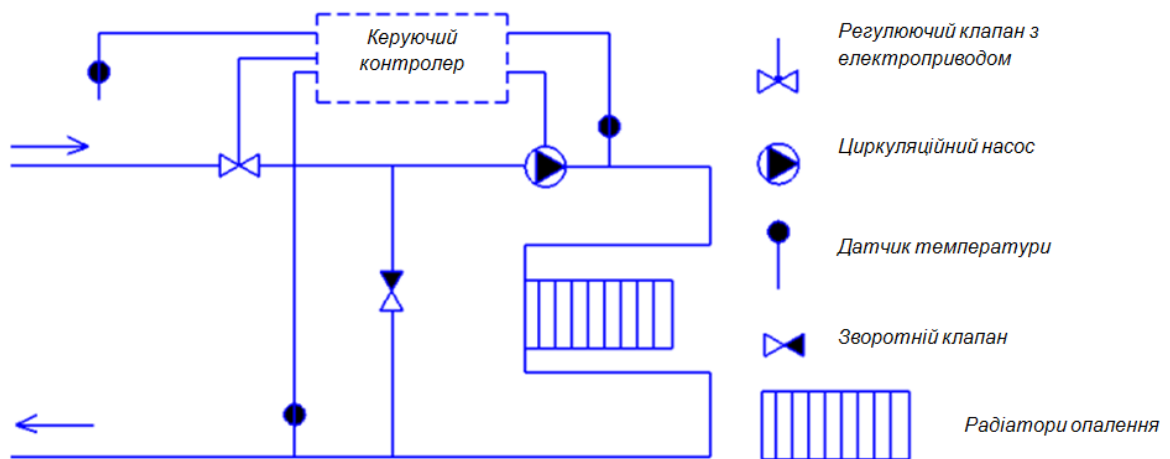 Керуючий
контролер
Регулюючий клапан з
електроприводом
Циркуляційний насос
Датчик температури
Зворотній клапан
Радіатори опалення